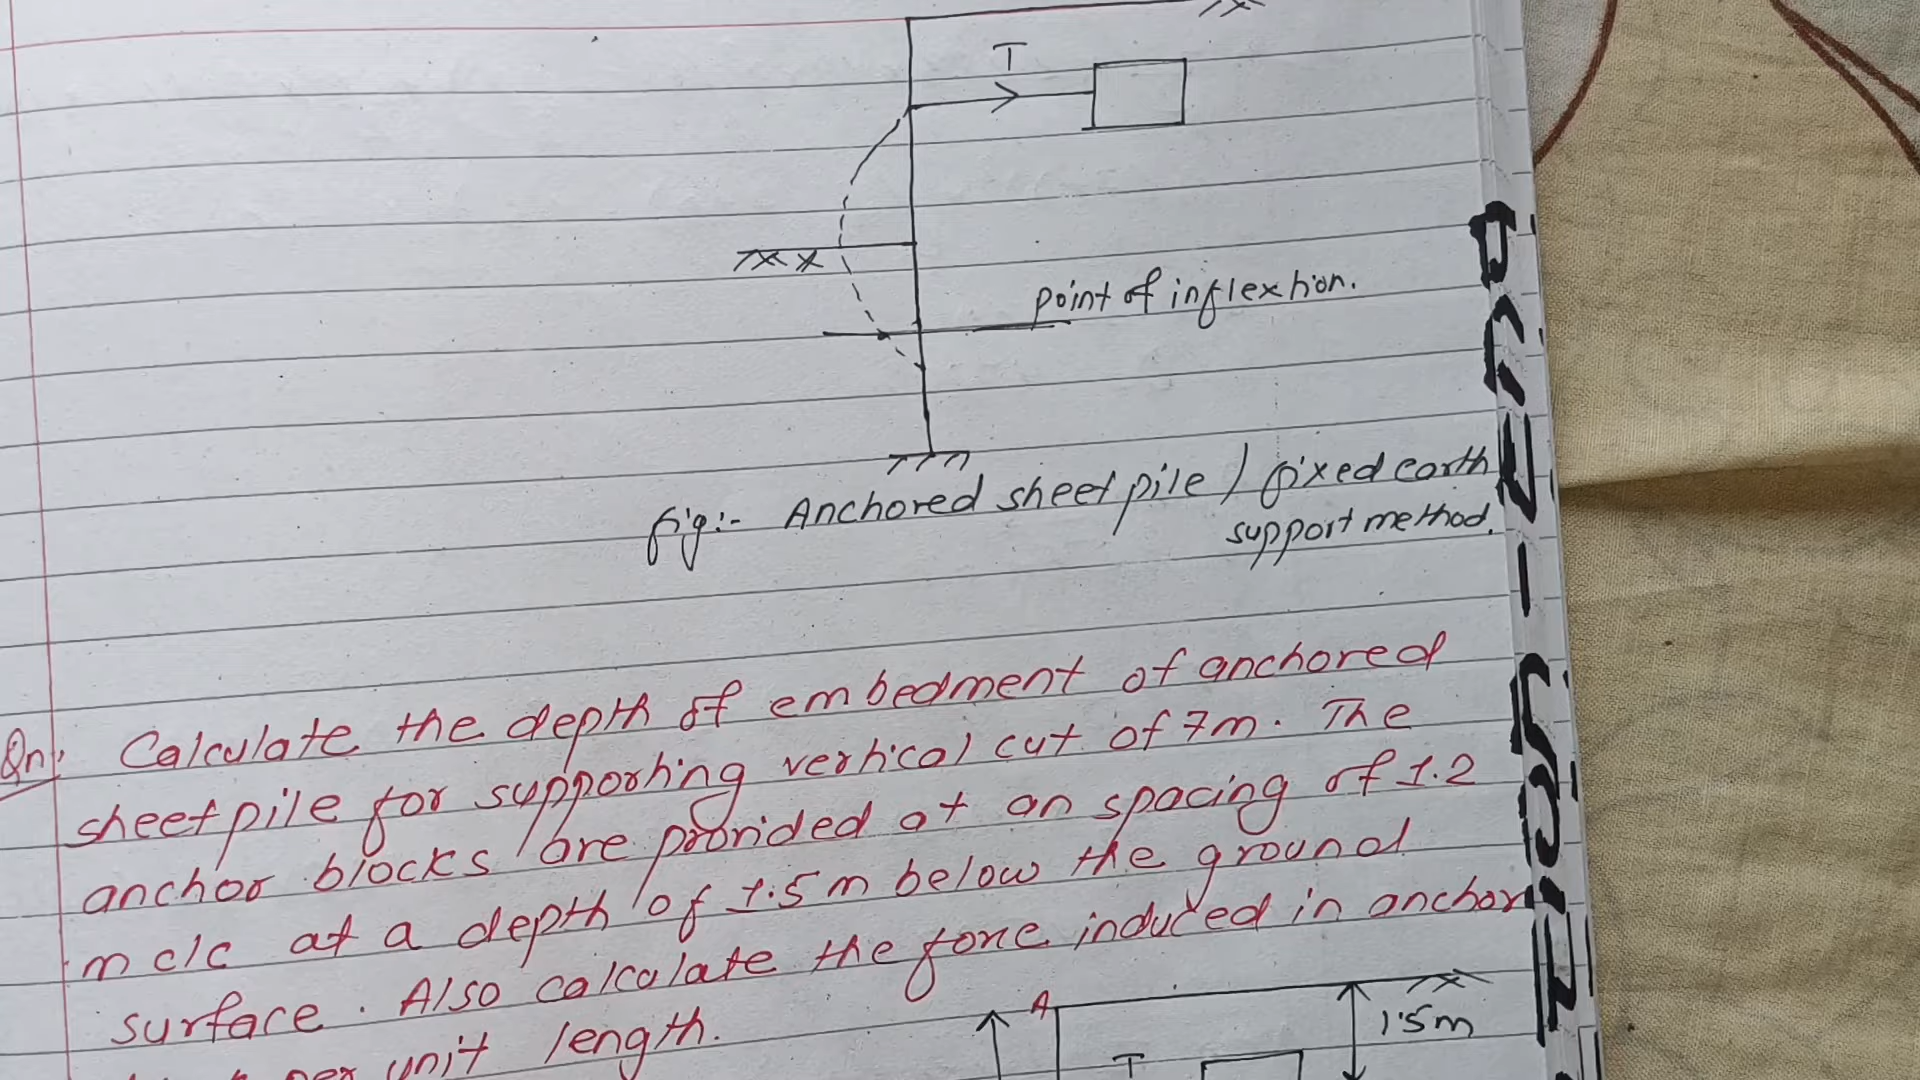 T
point of inflextion.
fig:- Anchored sheet pile / fixed earth
support method.
Qn: Calculate the depth of embedment of anchored
sheet pile for supporting vertical cut of 7m. The
anchor blocks are provided at an spacing of 1.2
m c/c at a depth of 1.5m below the ground
surface. Also calculate the force induced in anchor
per unit length.
A
1.5m
T